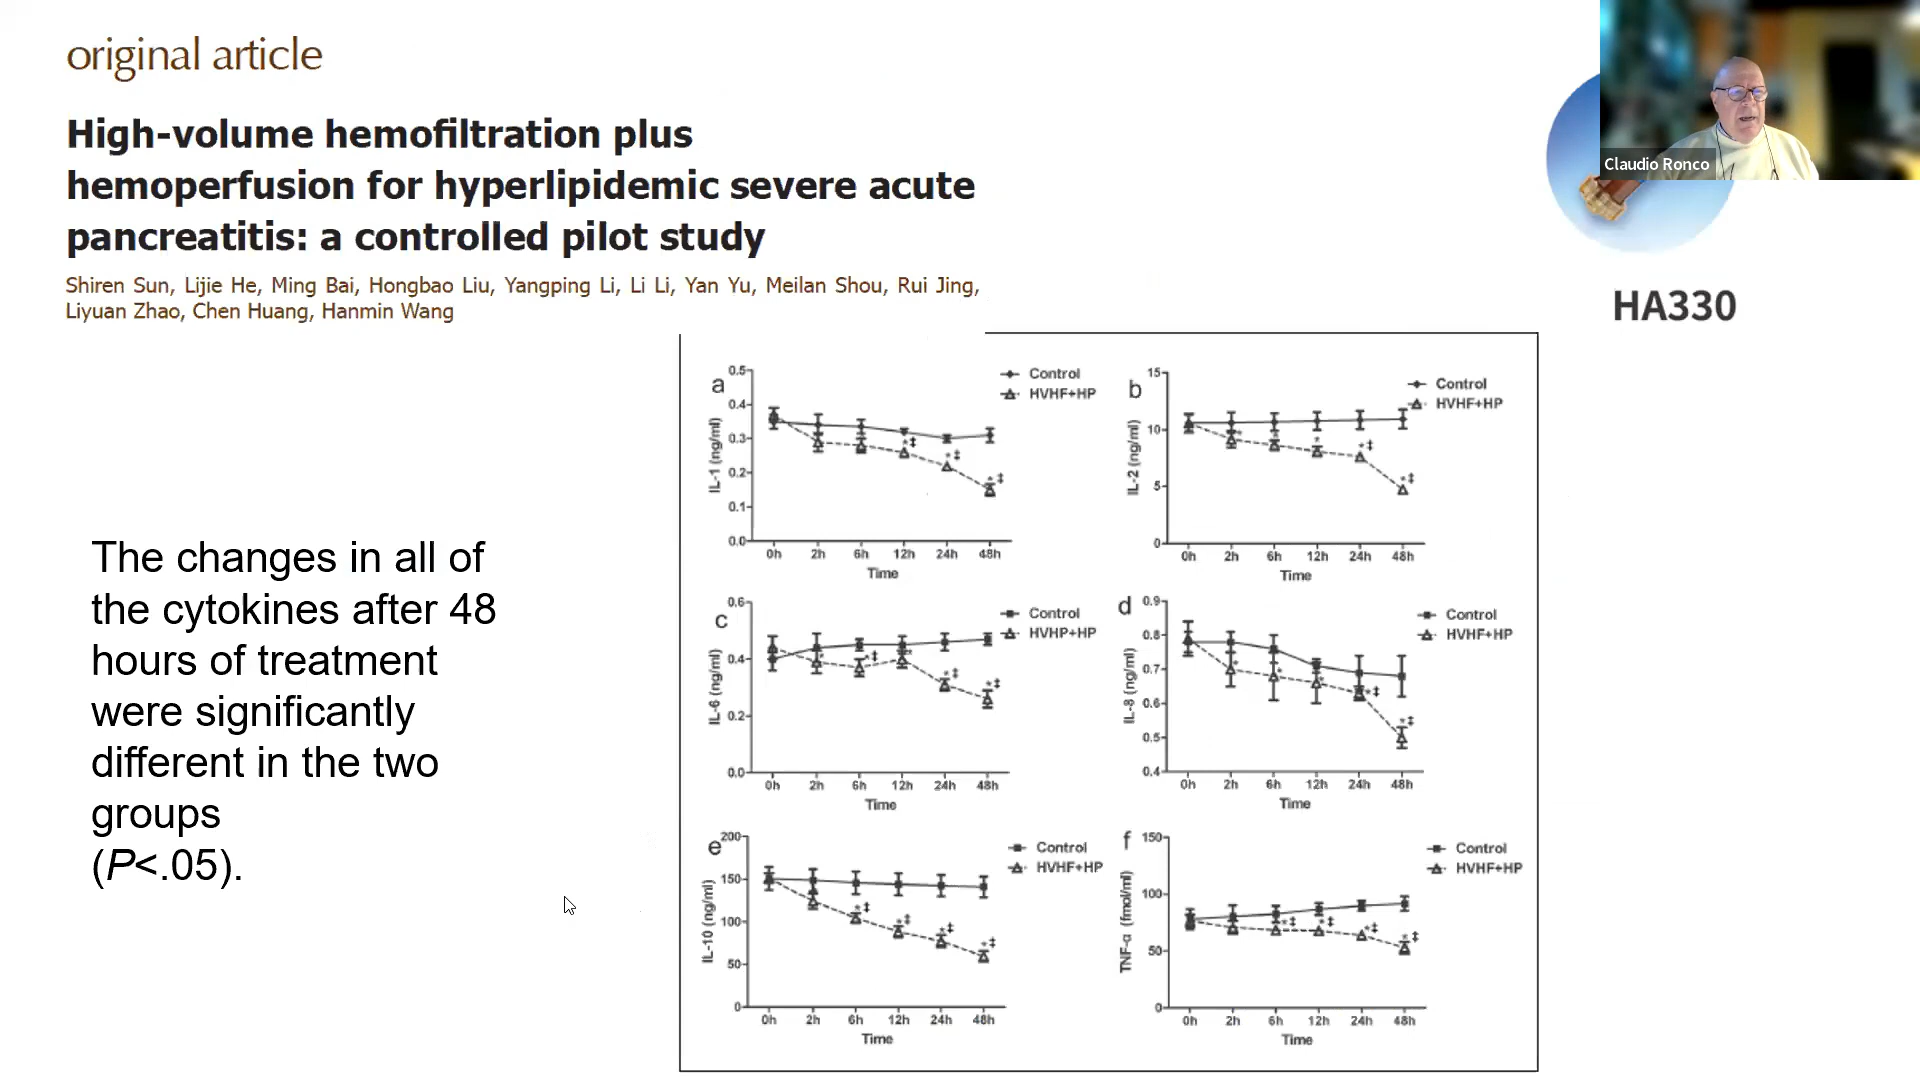 original article
High-volume hemofiltration plus
hemoperfusion for hyperlipidemic severe acute
pancreatitis: a controlled pilot study
Shiren Sun, Lijie He, Ming Bai, Hongbao Liu, Yangping Li, Li Li, Yan Yu, Meilan Shou, Rui Jing,
Liyuan Zhao, Chen Huang, Hanmin Wang
Claudio Ronco
HA330
The changes in all of
the cytokines after 48
hours of treatment
were significantly
different in the two
groups
(P<.05).
a
Control
HVHF+HP
IL-1 (ng/ml)
0.5
0.4
0.3
0.2
0.1
0.0
*‡ *‡ *‡
0h 2h 6h 12h 24h 48h
Time
b
Control
HVHF+HP
IL-2 (ng/ml)
15
10
5
0
* * * *‡ *‡
0h 2h 6h 12h 24h 48h
Time
c
Control
HVHP+HP
IL-6 (ng/ml)
0.6
0.4
0.2
0.0
* *‡ * *‡ *‡
0h 2h 6h 12h 24h 48h
Time
d
Control
HVHF+HP
IL-8 (ng/ml)
0.9
0.8
0.7
0.6
0.5
0.4
* * * *‡ *‡
0h 2h 6h 12h 24h 48h
Time
e
Control
HVHF+HP
IL-10 (ng/ml)
200
150
100
50
0
*‡ *‡ *‡ *‡
0h 2h 6h 12h 24h 48h
Time
f
Control
HVHF+HP
TNF-α (fmol/ml)
150
100
50
0
*‡ *‡ *‡ *‡
0h 2h 6h 12h 24h 48h
Time